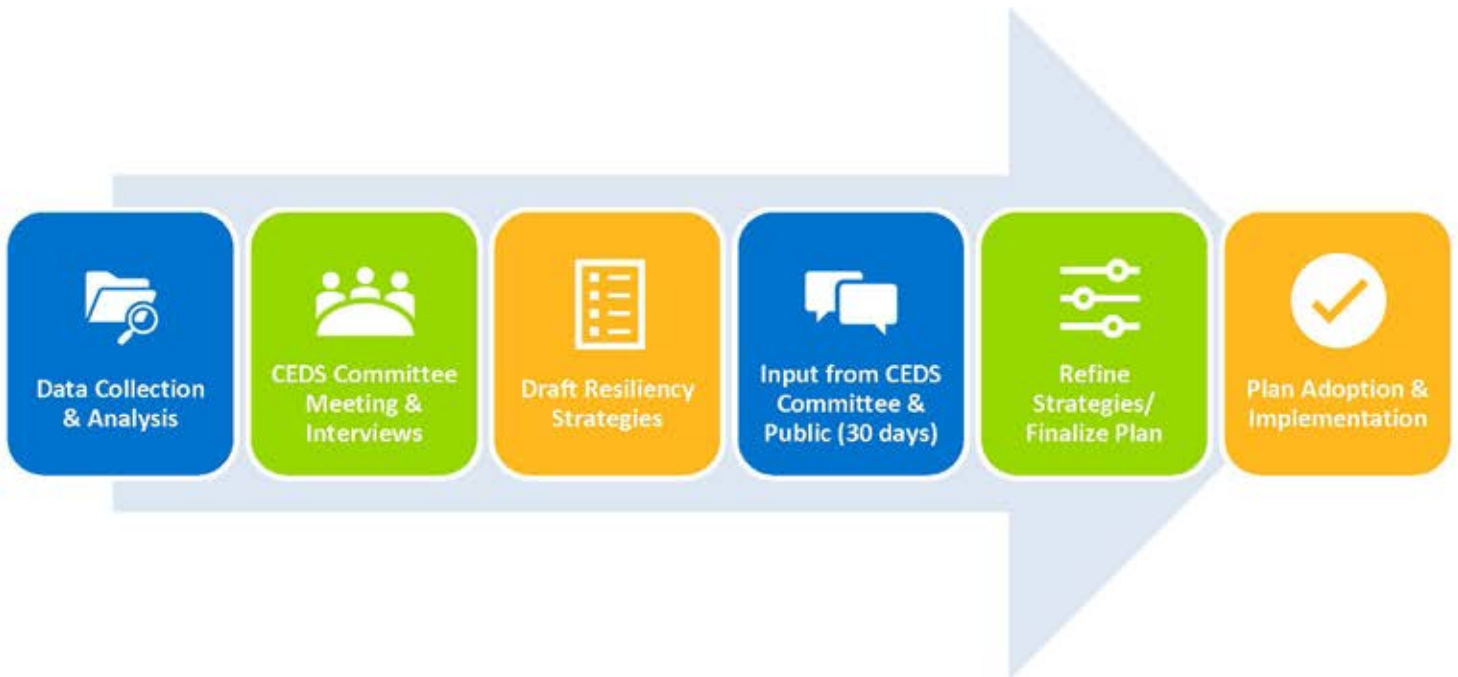 Data Collection
& Analysis
CEDS Committee
Meeting &
Interviews
Draft Resiliency
Strategies
Input from CEDS
Committee &
Public (30 days)
Refine
Strategies/
Finalize Plan
Plan Adoption &
Implementation